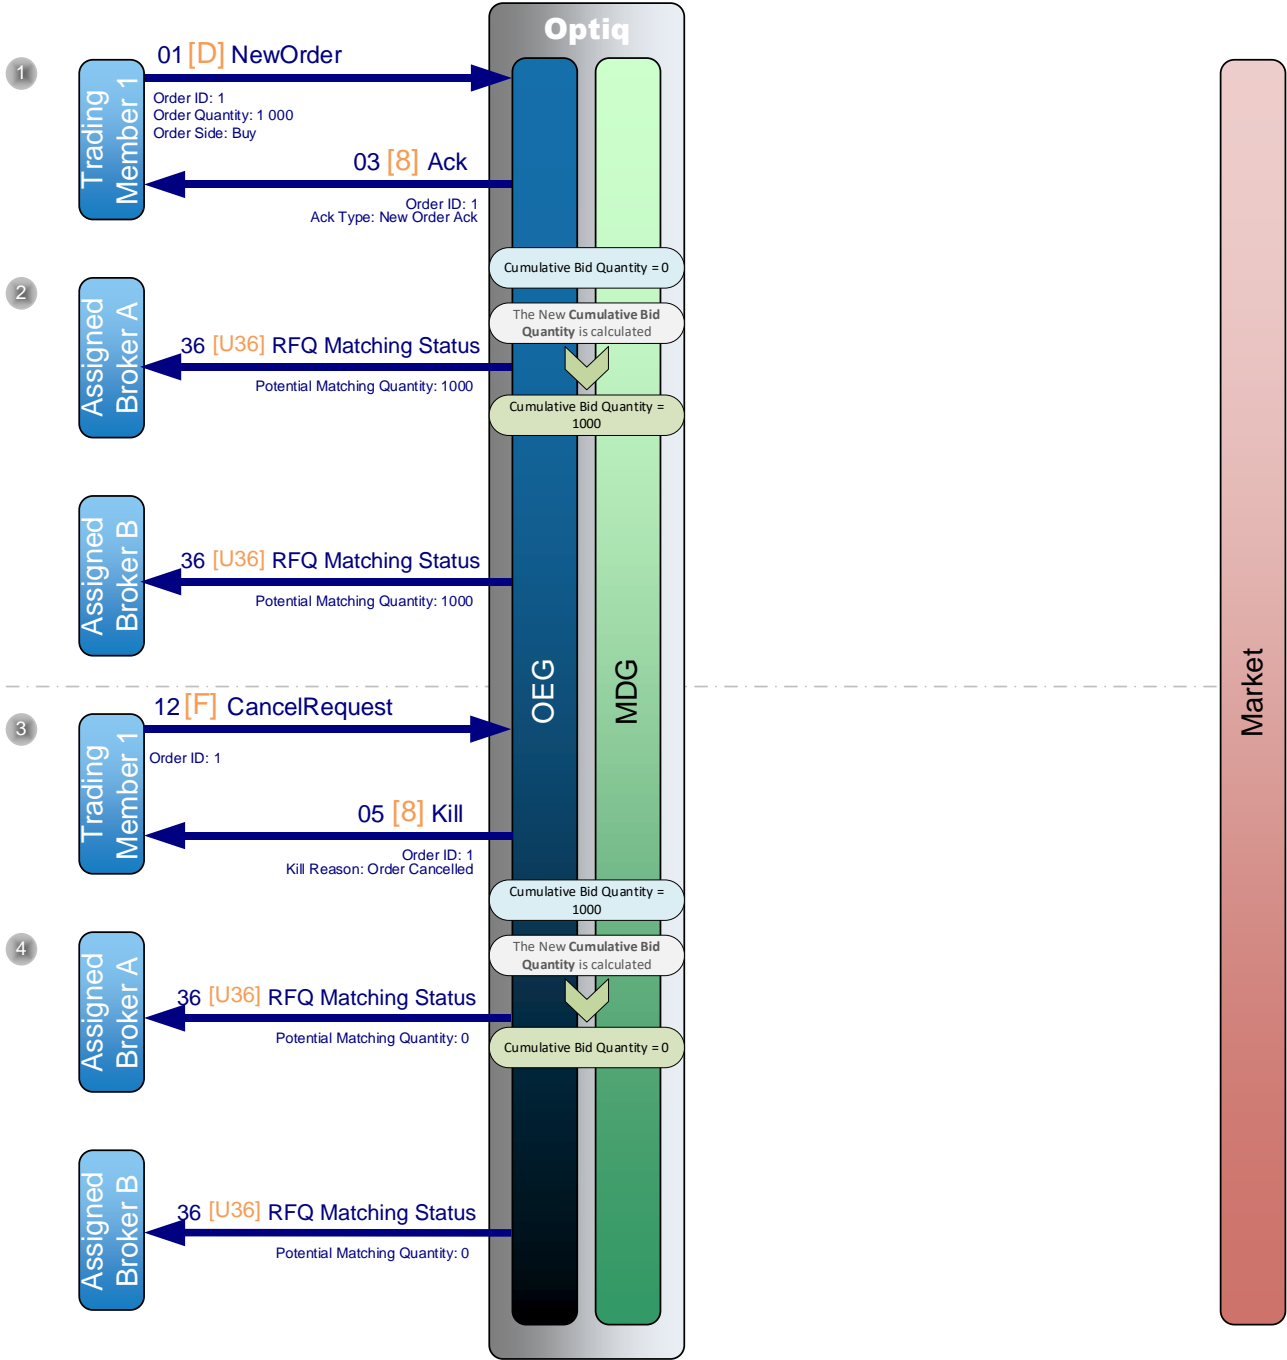 Optiq
1
01 [D] NewOrder
Trading
Member 1
Order ID: 1
Order Quantity: 1 000
Order Side: Buy
03 [8] Ack
Order ID: 1
Ack Type: New Order Ack
Cumulative Bid Quantity = 0
2
Assigned
Broker A
The New Cumulative Bid
Quantity is calculated
36 [U36] RFQ Matching Status
Potential Matching Quantity: 1000
Cumulative Bid Quantity =
1000
Assigned
Broker B
36 [U36] RFQ Matching Status
Potential Matching Quantity: 1000
OEG
MDG
Market
3
12 [F] CancelRequest
Trading
Member 1
Order ID: 1
05 [8] Kill
Order ID: 1
Kill Reason: Order Cancelled
Cumulative Bid Quantity =
1000
4
Assigned
Broker A
The New Cumulative Bid
Quantity is calculated
36 [U36] RFQ Matching Status
Potential Matching Quantity: 0
Cumulative Bid Quantity = 0
Assigned
Broker B
36 [U36] RFQ Matching Status
Potential Matching Quantity: 0